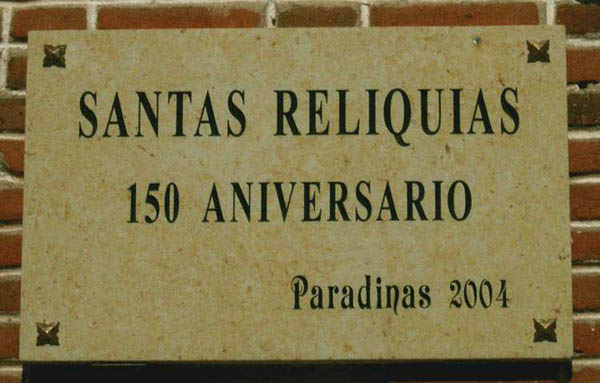 SANTAS RELIQUIAS
150 ANIVERSARIO
Paradinas 2004